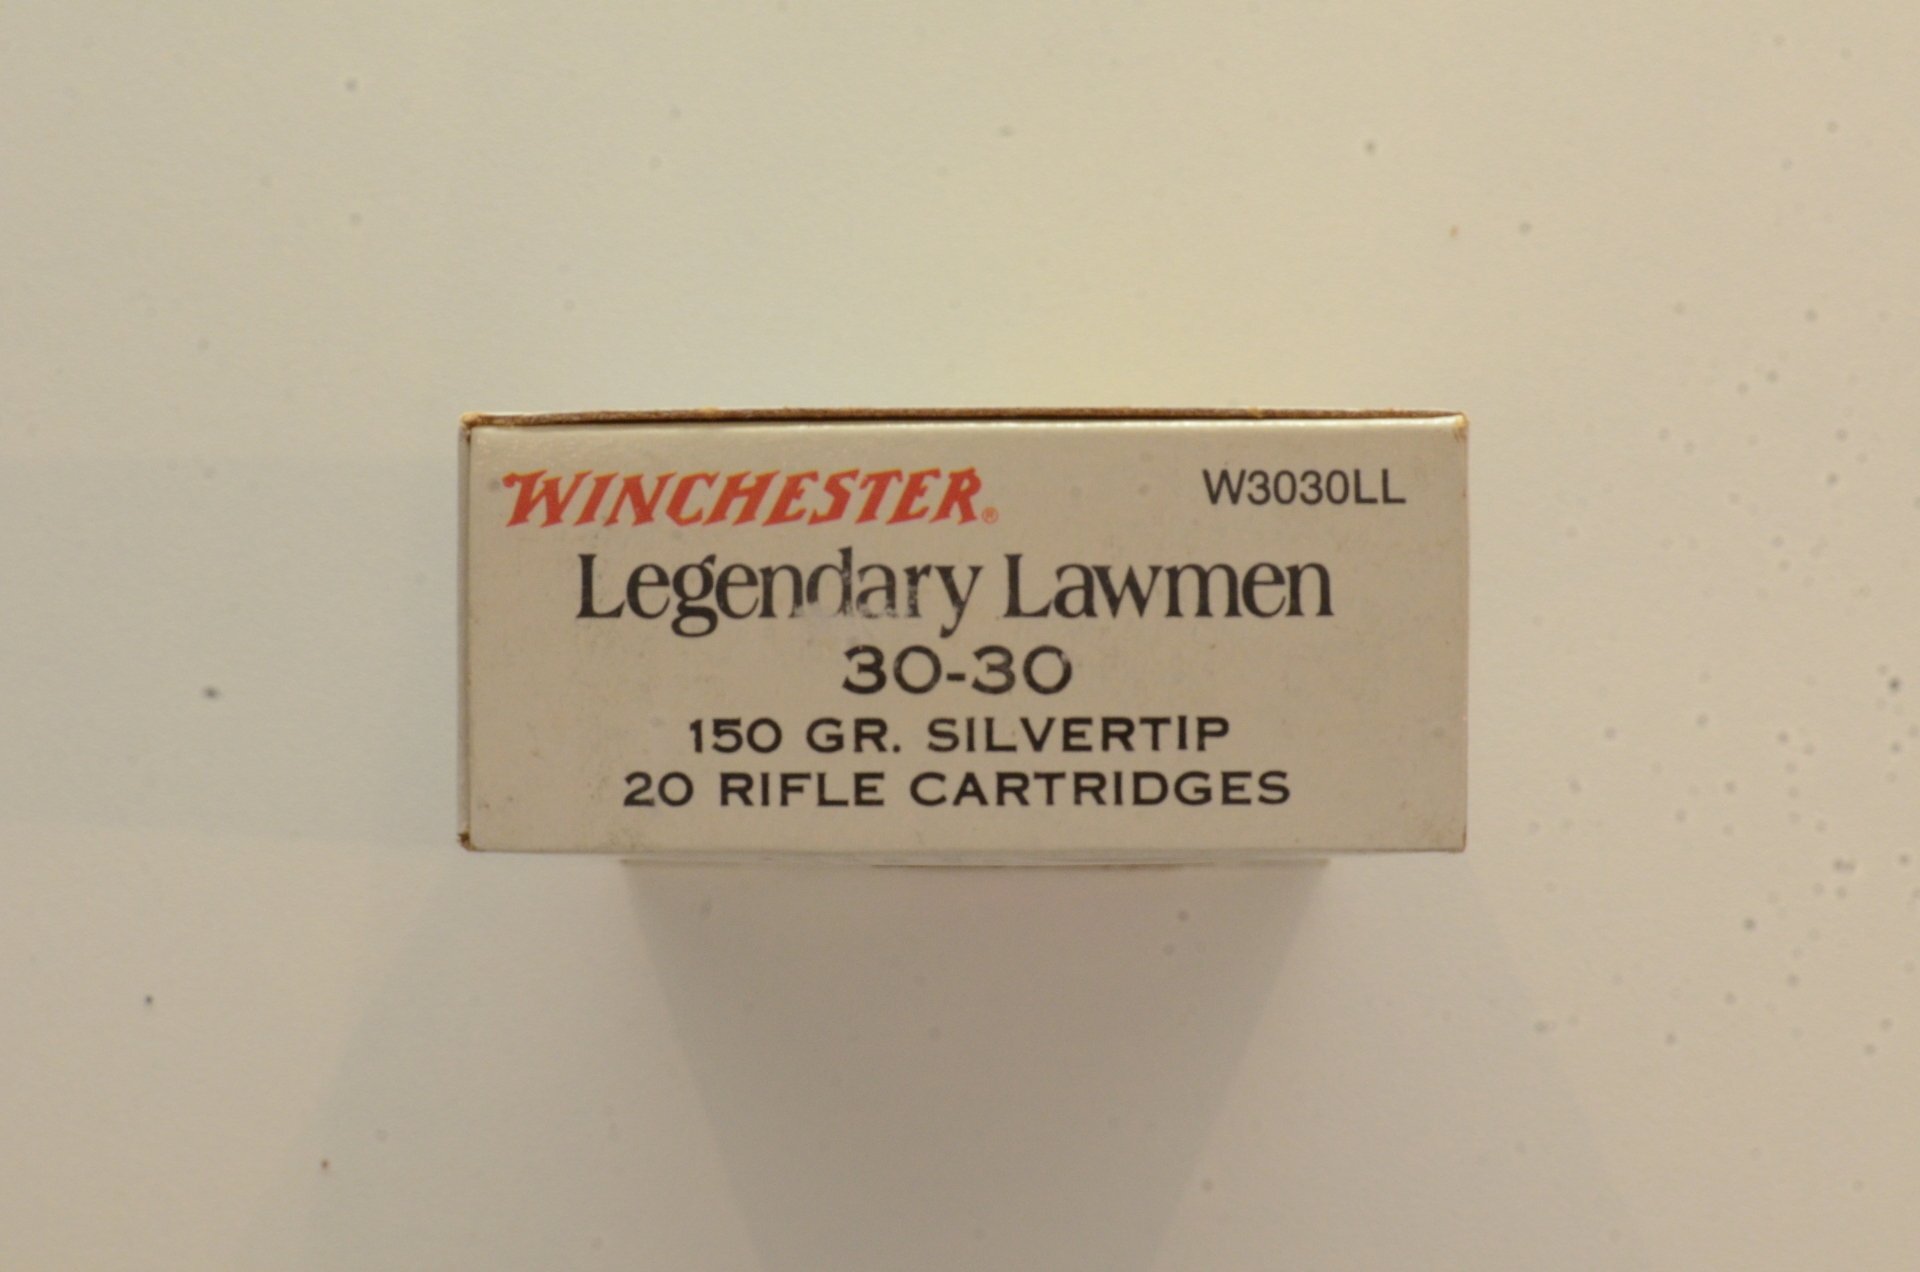 WINCHESTER® W3030LL
Legendary Lawmen
30-30
150 GR. SILVERTIP
20 RIFLE CARTRIDGES